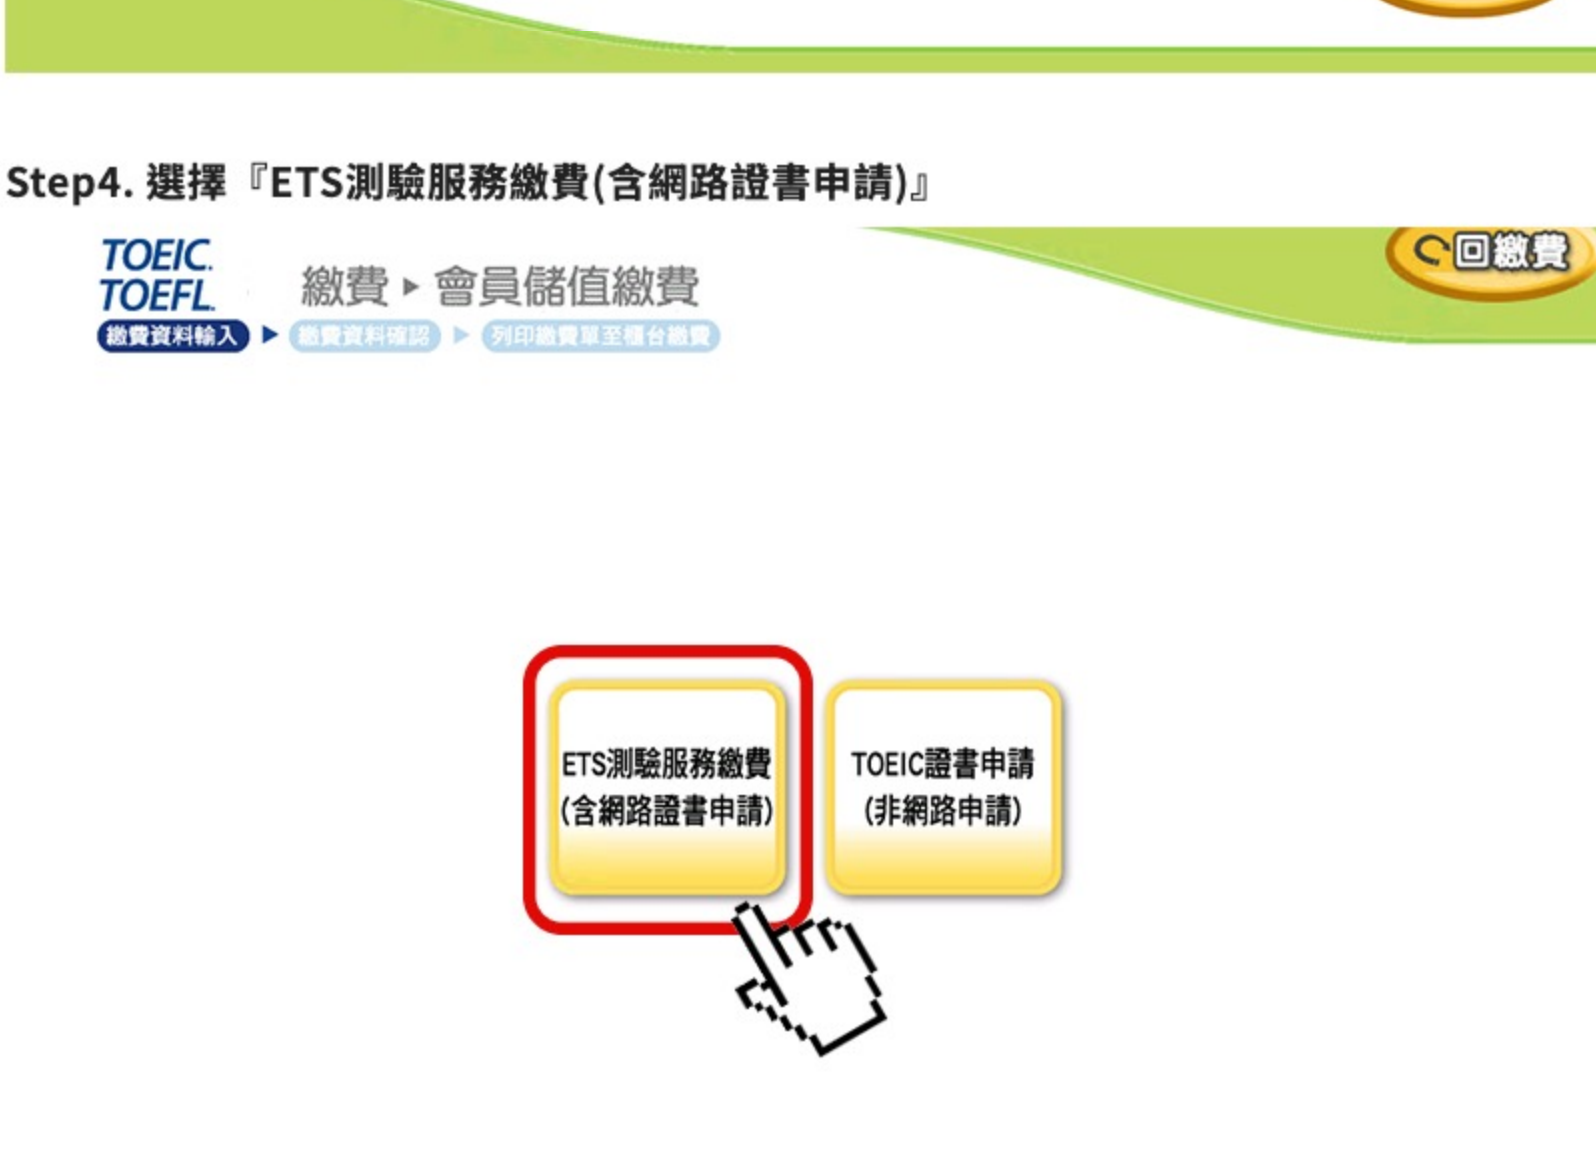 Step4. 選擇『ETS測驗服務繳費(含網路證書申請)』
TOEIC.
TOEFL.
繳費▸會員儲值繳費
回繳費
繳費資料輸入 ▶ 繳費資料確認 ▶ 列印繳費單至櫃台繳費
ETS測驗服務繳費
(含網路證書申請)
TOEIC證書申請
(非網路申請)